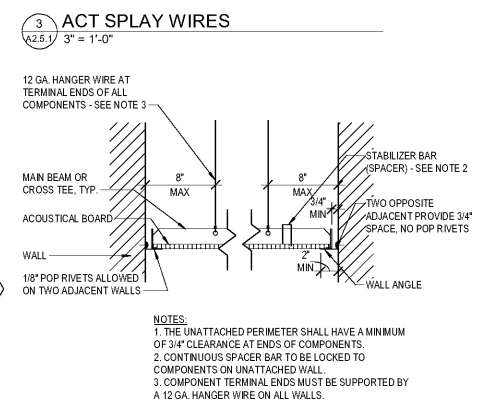 3
ACT SPLAY WIRES
A2.5.1
3" = 1'-0"
12 GA. HANGER WIRE AT
TERMINAL ENDS OF ALL
COMPONENTS - SEE NOTE 3
MAIN BEAM OR
CROSS TEE, TYP.
ACOUSTICAL BOARD
WALL
1/8" POP RIVETS ALLOWED
ON TWO ADJACENT WALLS
8"
MAX
8"
MAX
3/4"
MIN
2"
MIN
STABILIZER BAR
(SPACER) - SEE NOTE 2
TWO OPPOSITE
ADJACENT PROVIDE 3/4"
SPACE, NO POP RIVETS
WALL ANGLE
NOTES:
1. THE UNATTACHED PERIMETER SHALL HAVE A MINIMUM
OF 3/4" CLEARANCE AT ENDS OF COMPONENTS.
2. CONTINUOUS SPACER BAR TO BE LOCKED TO
COMPONENTS ON UNATTACHED WALL.
3. COMPONENT TERMINAL ENDS MUST BE SUPPORTED BY
A 12 GA. HANGER WIRE ON ALL WALLS.